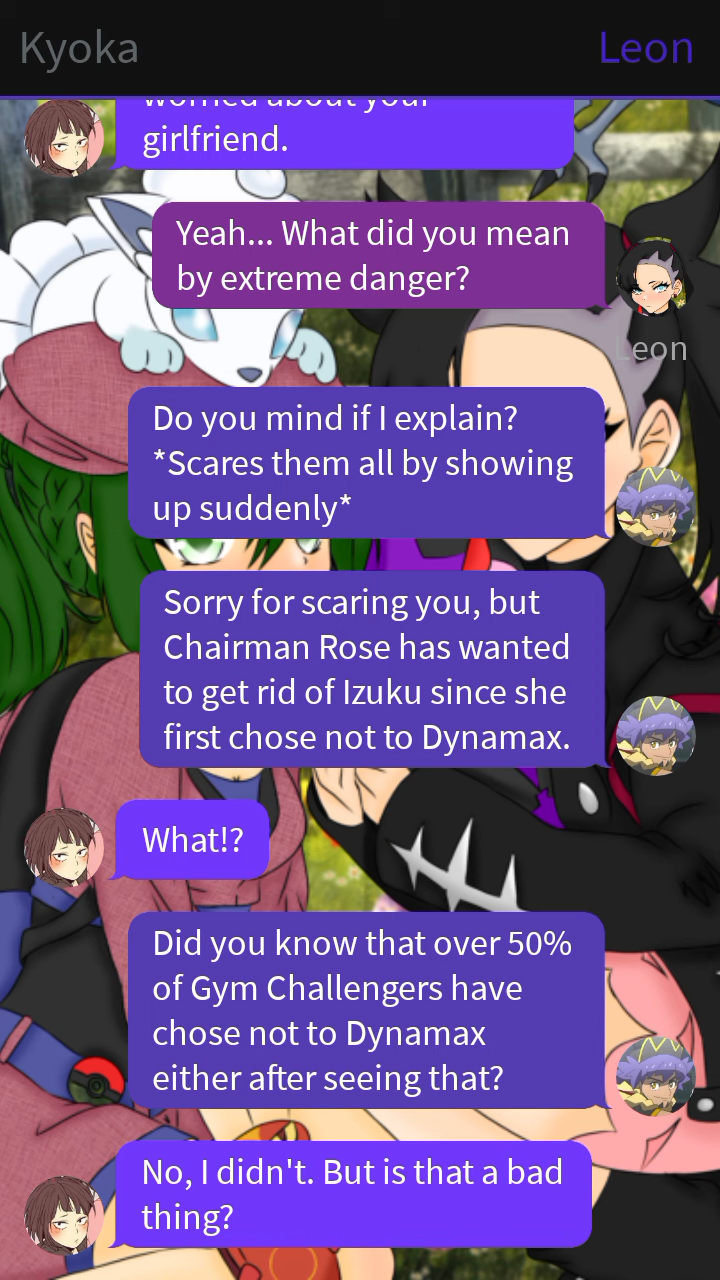 Kyoka
Leon
worried about your
girlfriend.
Yeah... What did you mean
by extreme danger?
Leon
Do you mind if I explain?
*Scares them all by showing
up suddenly*
Sorry for scaring you, but
Chairman Rose has wanted
to get rid of Izuku since she
first chose not to Dynamax.
What!?
Did you know that over 50%
of Gym Challengers have
chose not to Dynamax
either after seeing that?
No, I didn't. But is that a bad
thing?